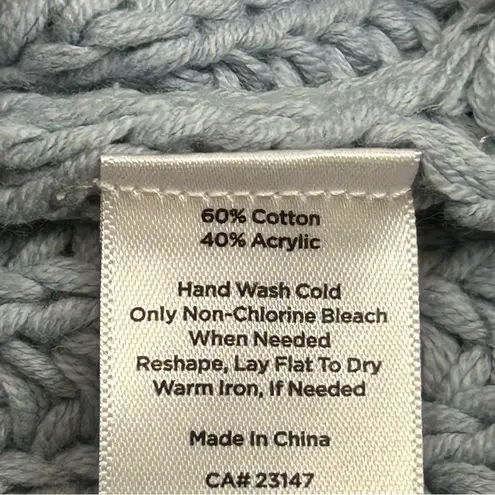 60% Cotton
40% Acrylic
Hand Wash Cold
Only Non-Chlorine Bleach
When Needed
Reshape, Lay Flat To Dry
Warm Iron, If Needed
Made In China
CA# 23147